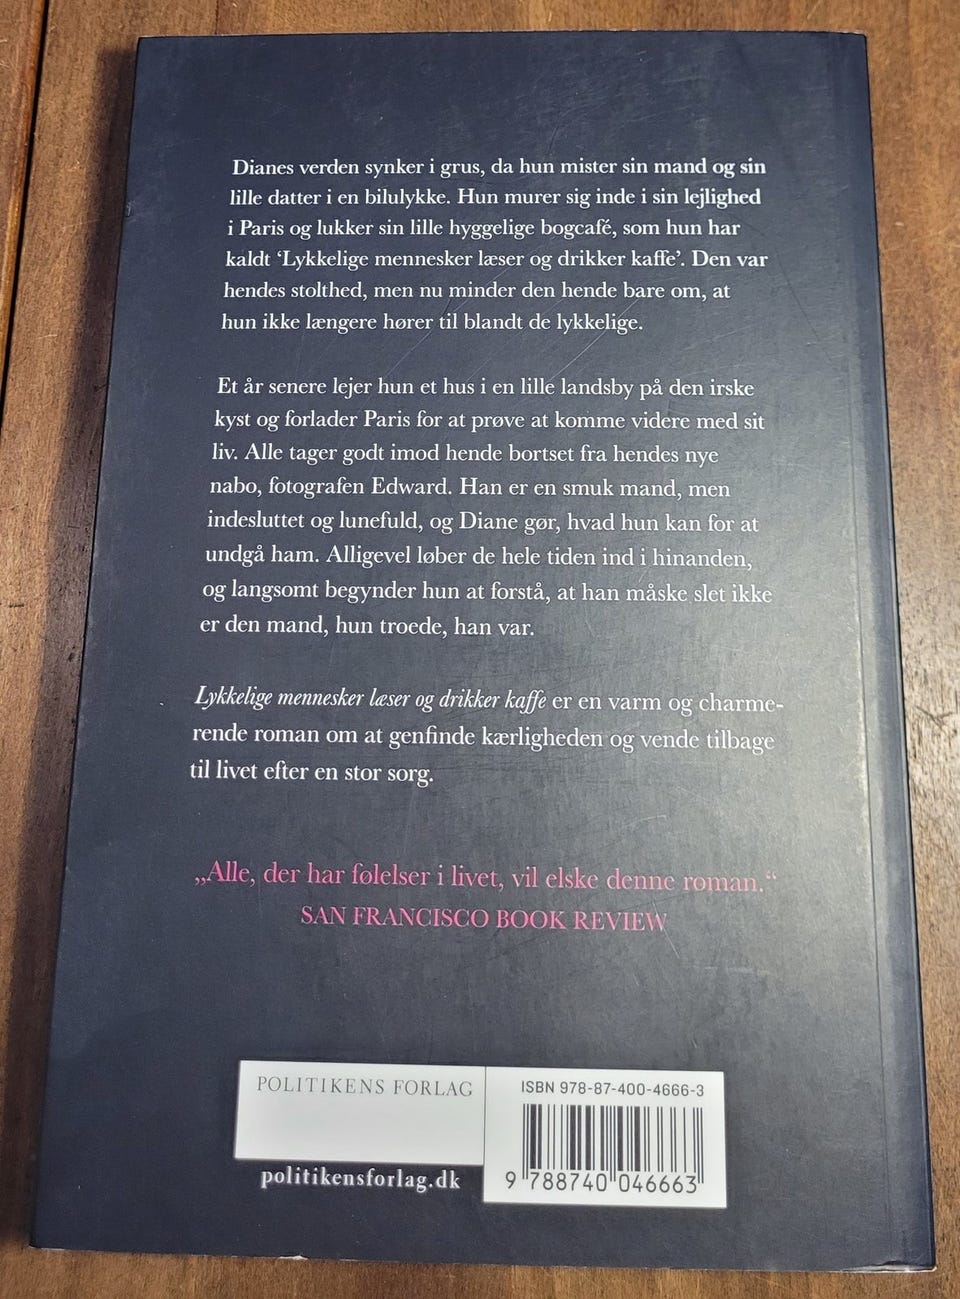 Dianes verden synker i grus, da hun mister sin mand og sin
lille datter i en bilulykke. Hun murer sig inde i sin lejlighed
i Paris og lukker sin lille hyggelige bogcafé, som hun har
kaldt ‘Lykkelige mennesker læser og drikker kaffe’. Den var
hendes stolthed, men nu minder den hende bare om, at
hun ikke længere hører til blandt de lykkelige.
Et år senere lejer hun et hus i en lille landsby på den irske
kyst og forlader Paris for at prøve at komme videre med sit
liv. Alle tager godt imod hende bortset fra hendes nye
nabo, fotografen Edward. Han er en smuk mand, men
indesluttet og lunefuld, og Diane gør, hvad hun kan for at
undgå ham. Alligevel løber de hele tiden ind i hinanden,
og langsomt begynder hun at forstå, at han måske slet ikke
er den mand, hun troede, han var.
Lykkelige mennesker læser og drikker kaffe er en varm og charme-
rende roman om at genfinde kærligheden og vende tilbage
til livet efter en stor sorg.
„Alle, der har følelser i livet, vil elske denne roman.“
SAN FRANCISCO BOOK REVIEW
POLITIKENS FORLAG
politikensforlag.dk
ISBN 978-87-400-4666-3
9 788740 046663